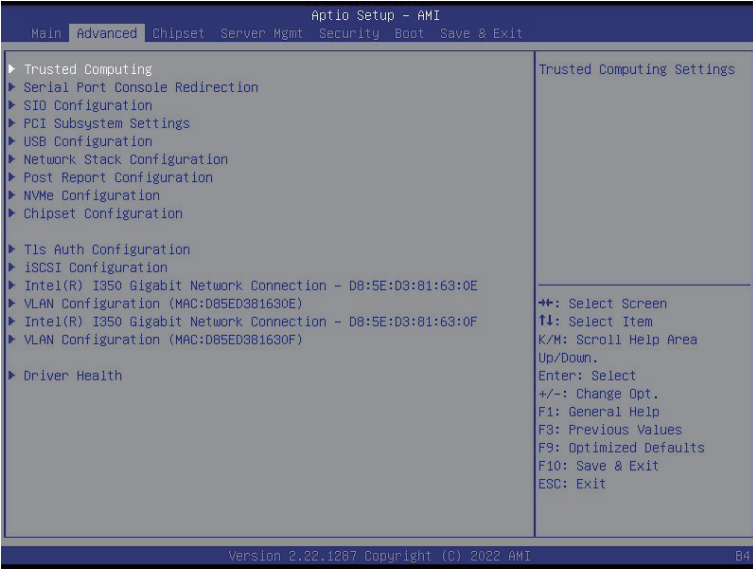 Aptio Setup – AMI
Main Advanced Chipset Server Mgmt Security Boot Save & Exit
Trusted Computing
Serial Port Console Redirection
SIO Configuration
PCI Subsystem Settings
USB Configuration
Network Stack Configuration
Post Report Configuration
NVMe Configuration
Chipset Configuration
Tls Auth Configuration
iSCSI Configuration
Intel(R) I350 Gigabit Network Connection – D8:5E:D3:81:63:0E
VLAN Configuration (MAC:D85ED381630E)
Intel(R) I350 Gigabit Network Connection – D8:5E:D3:81:63:0F
VLAN Configuration (MAC:D85ED381630F)
Driver Health
Trusted Computing Settings
→←: Select Screen
↑↓: Select Item
K/M: Scroll Help Area
Up/Down.
Enter: Select
+/-: Change Opt.
F1: General Help
F3: Previous Values
F9: Optimized Defaults
F10: Save & Exit
ESC: Exit
Version 2.22.1287 Copyright (C) 2022 AMI
B4